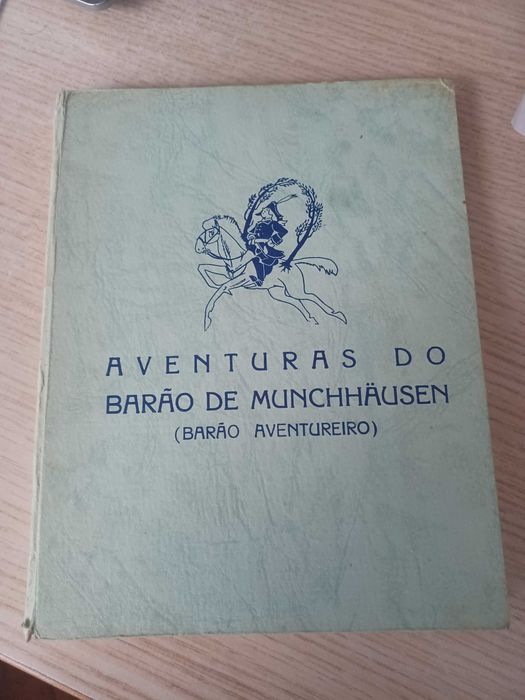 AVENTURAS DO
BARÃO DE MUNCHHÄUSEN
(BARÃO AVENTUREIRO)